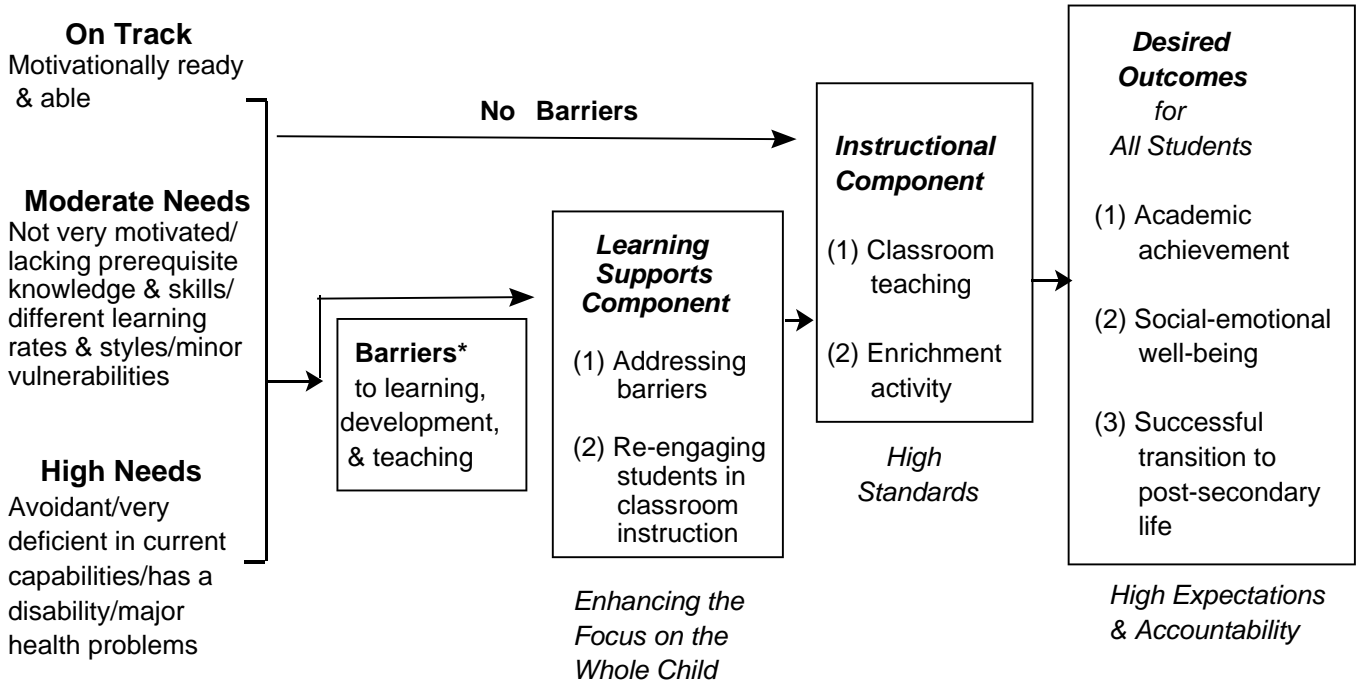 On Track
Motivationally ready
& able
Moderate Needs
Not very motivated/
lacking prerequisite
knowledge & skills/
different learning
rates & styles/minor
vulnerabilities
High Needs
Avoidant/very
deficient in current
capabilities/has a
disability/major
health problems
No Barriers
Barriers*
to learning,
development,
& teaching
Learning
Supports
Component
(1) Addressing
barriers
(2) Re-engaging
students in
classroom
instruction
Enhancing the
Focus on the
Whole Child
Instructional
Component
(1) Classroom
teaching
(2) Enrichment
activity
High
Standards
Desired
Outcomes
for
All Students
(1) Academic
achievement
(2) Social-emotional
well-being
(3) Successful
transition to
post-secondary
life
High Expectations
& Accountability